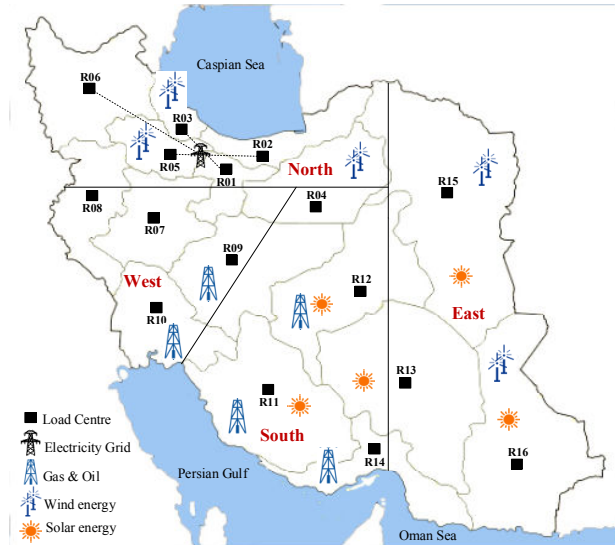 Caspian Sea
R06
R03
R02
R05
North
R01
R15
R08
R04
R07
R09
West
R12
R10
East
R13
R11
Load Centre
South
Electricity Grid
R14
R16
Gas & Oil
Persian Gulf
Wind energy
Solar energy
Oman Sea